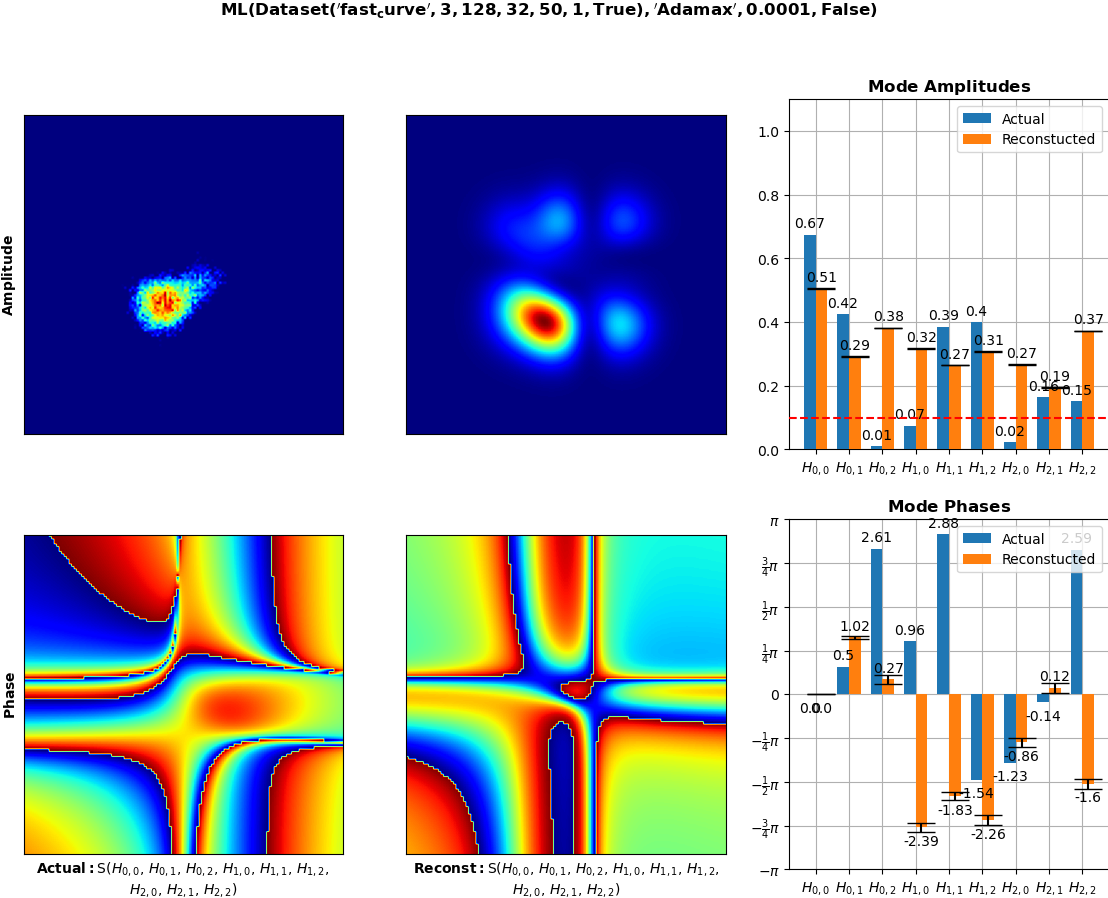 ML(Dataset('fast_curve', 3, 128, 32, 50, 1, True), 'Adamax', 0.0001, False)
Amplitude
Mode Amplitudes
Actual
Reconstucted
1.0
0.8
0.6
0.4
0.2
0.0
0.67
0.51
0.42
0.29
0.01
0.38
0.07
0.32
0.39
0.27
0.4
0.31
0.02
0.27
0.16
0.19
0.15
0.37
H0,0 H0,1 H0,2 H1,0 H1,1 H1,2 H2,0 H2,1 H2,2
Phase
Mode Phases
Actual
Reconstucted
π
3/4π
1/2π
1/4π
0
−1/4π
−1/2π
−3/4π
−π
0.0
0.0
0.5
1.02
2.61
0.27
0.96
-2.39
2.88
-1.83
-1.54
-2.26
-1.23
-0.86
-0.14
0.12
2.59
-1.6
H0,0 H0,1 H0,2 H1,0 H1,1 H1,2 H2,0 H2,1 H2,2
Actual: S(H0,0, H0,1, H0,2, H1,0, H1,1, H1,2,
H2,0, H2,1, H2,2)
Reconst: S(H0,0, H0,1, H0,2, H1,0, H1,1, H1,2,
H2,0, H2,1, H2,2)